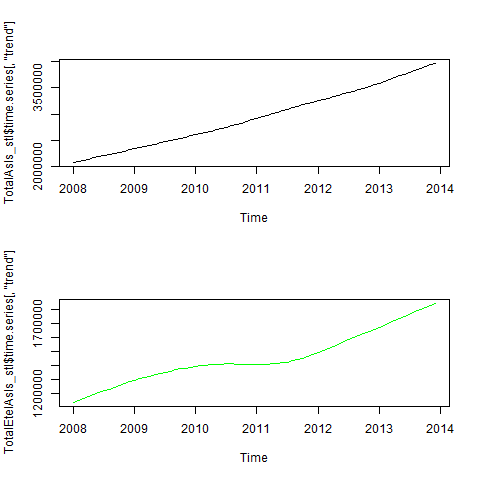 TotalAsIs_stl$time.series[, "trend"]
3500000
2000000
2008 2009 2010 2011 2012 2013 2014
Time
TotalEtelAsIs_stl$time.series[, "trend"]
1700000
1200000
2008 2009 2010 2011 2012 2013 2014
Time